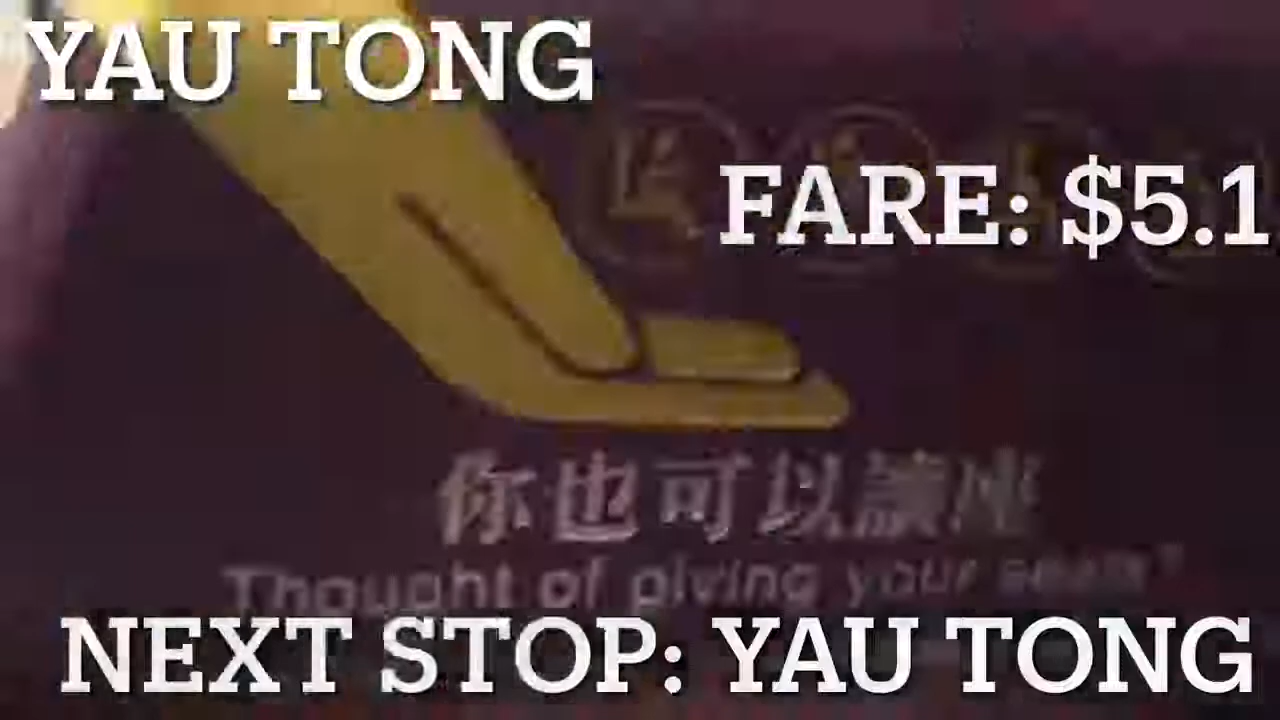 YAU TONG
FARE: $5.1
你也可以讓座
Thought of giving your
NEXT STOP: YAU TONG